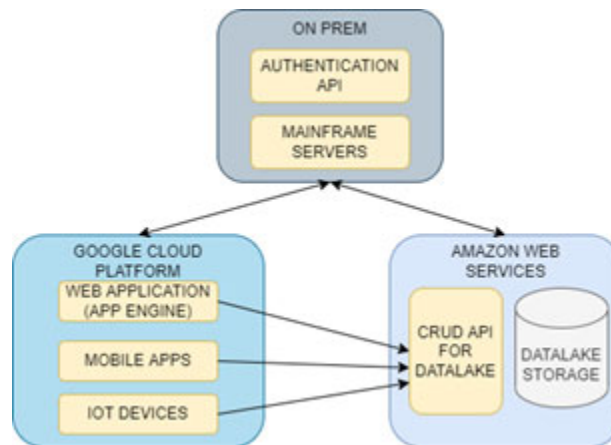 ON PREM
AUTHENTICATION
API
MAINFRAME
SERVERS
GOOGLE CLOUD
PLATFORM
WEB APPLICATION
(APP ENGINE)
MOBILE APPS
IOT DEVICES
AMAZON WEB
SERVICES
CRUD API
FOR
DATALAKE
DATALAKE
STORAGE